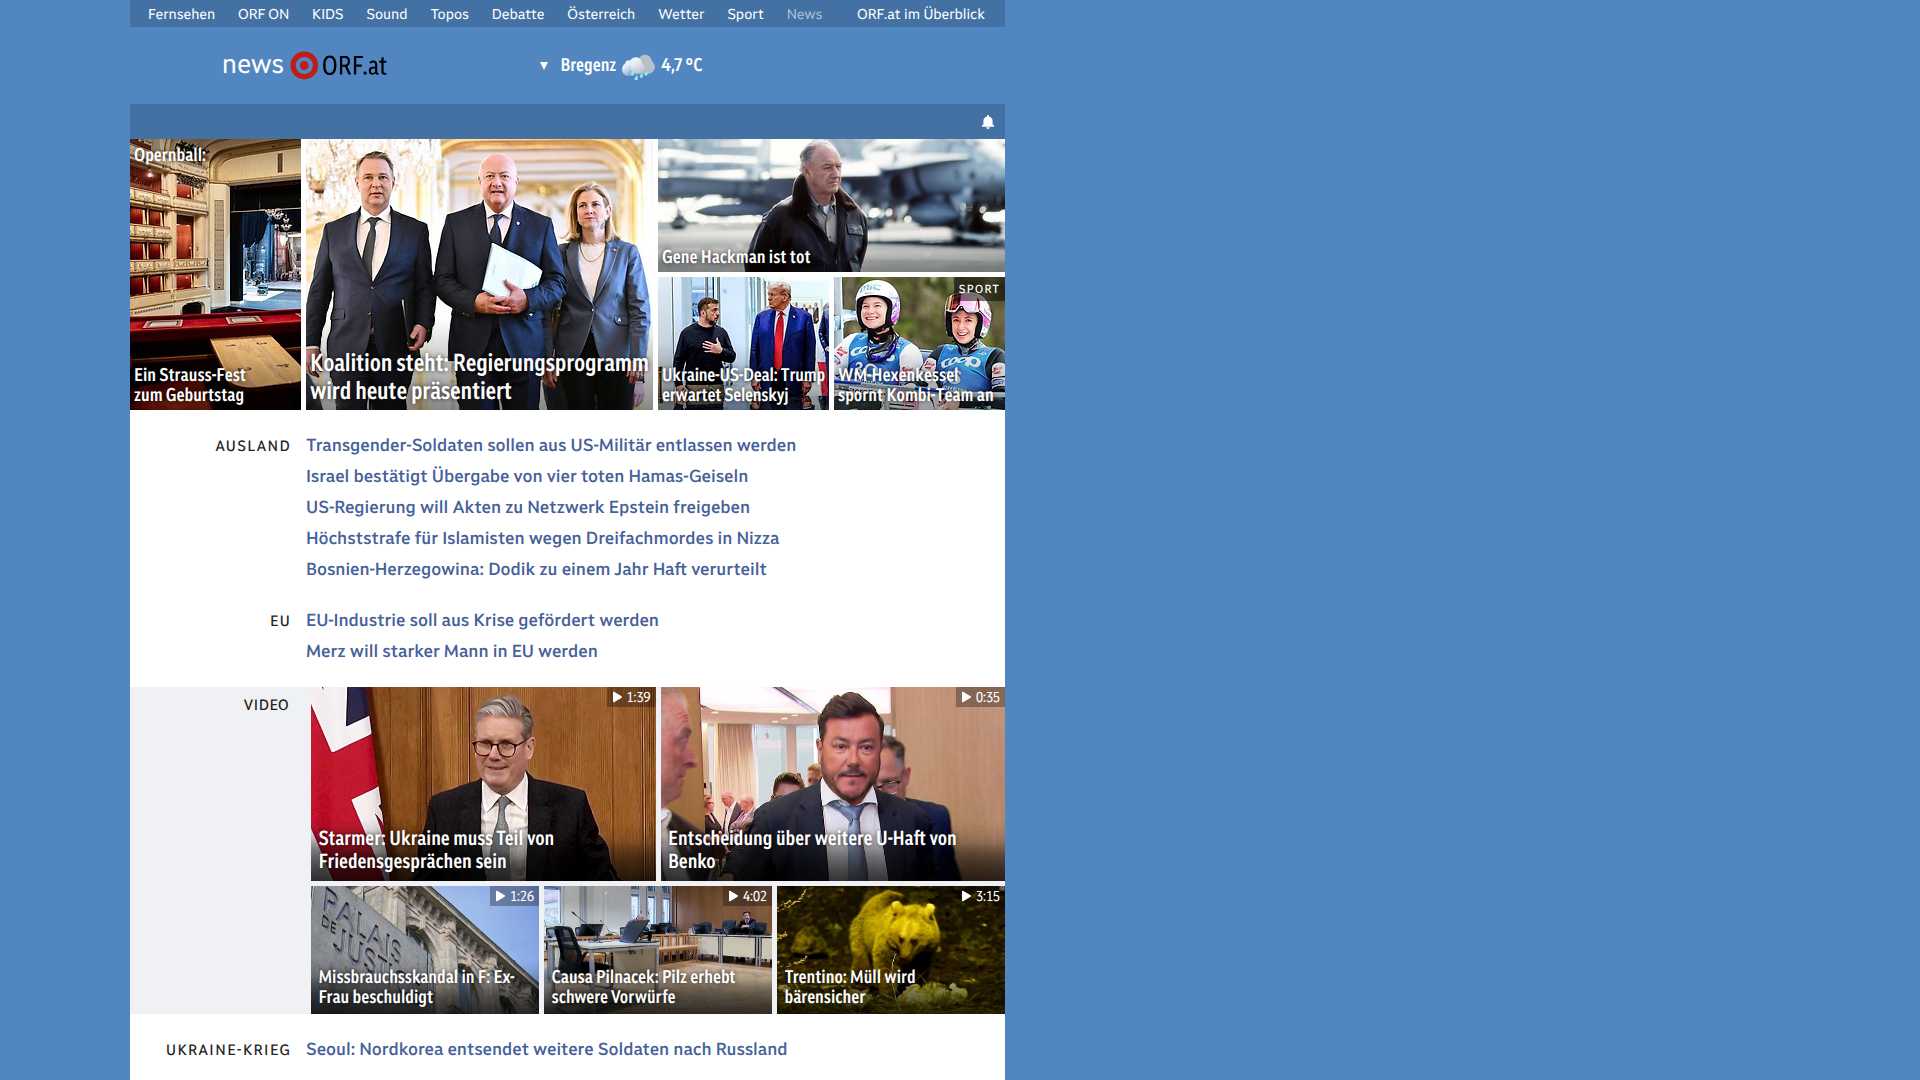 Fernsehen ORF ON KIDS Sound Topos Debatte Österreich Wetter Sport News ORF.at im Überblick
news ORF.at
▼ Bregenz 4,7 °C
Opernball:
Ein Strauss-Fest
zum Geburtstag
Koalition steht: Regierungsprogramm
wird heute präsentiert
Gene Hackman ist tot
Ukraine-US-Deal: Trump
erwartet Selenskyj
SPORT
WM-Hexenkessel
spornt Kombi-Team an
AUSLAND
Transgender-Soldaten sollen aus US-Militär entlassen werden
Israel bestätigt Übergabe von vier toten Hamas-Geiseln
US-Regierung will Akten zu Netzwerk Epstein freigeben
Höchststrafe für Islamisten wegen Dreifachmordes in Nizza
Bosnien-Herzegowina: Dodik zu einem Jahr Haft verurteilt
EU
EU-Industrie soll aus Krise gefördert werden
Merz will starker Mann in EU werden
VIDEO
1:39
Starmer: Ukraine muss Teil von
Friedensgesprächen sein
0:35
Entscheidung über weitere U-Haft von
Benko
1:26
PALAIS
DE JUS
Missbrauchsskandal in F: Ex-
Frau beschuldigt
4:02
Causa Pilnacek: Pilz erhebt
schwere Vorwürfe
3:15
Trentino: Müll wird
bärensicher
UKRAINE-KRIEG
Seoul: Nordkorea entsendet weitere Soldaten nach Russland